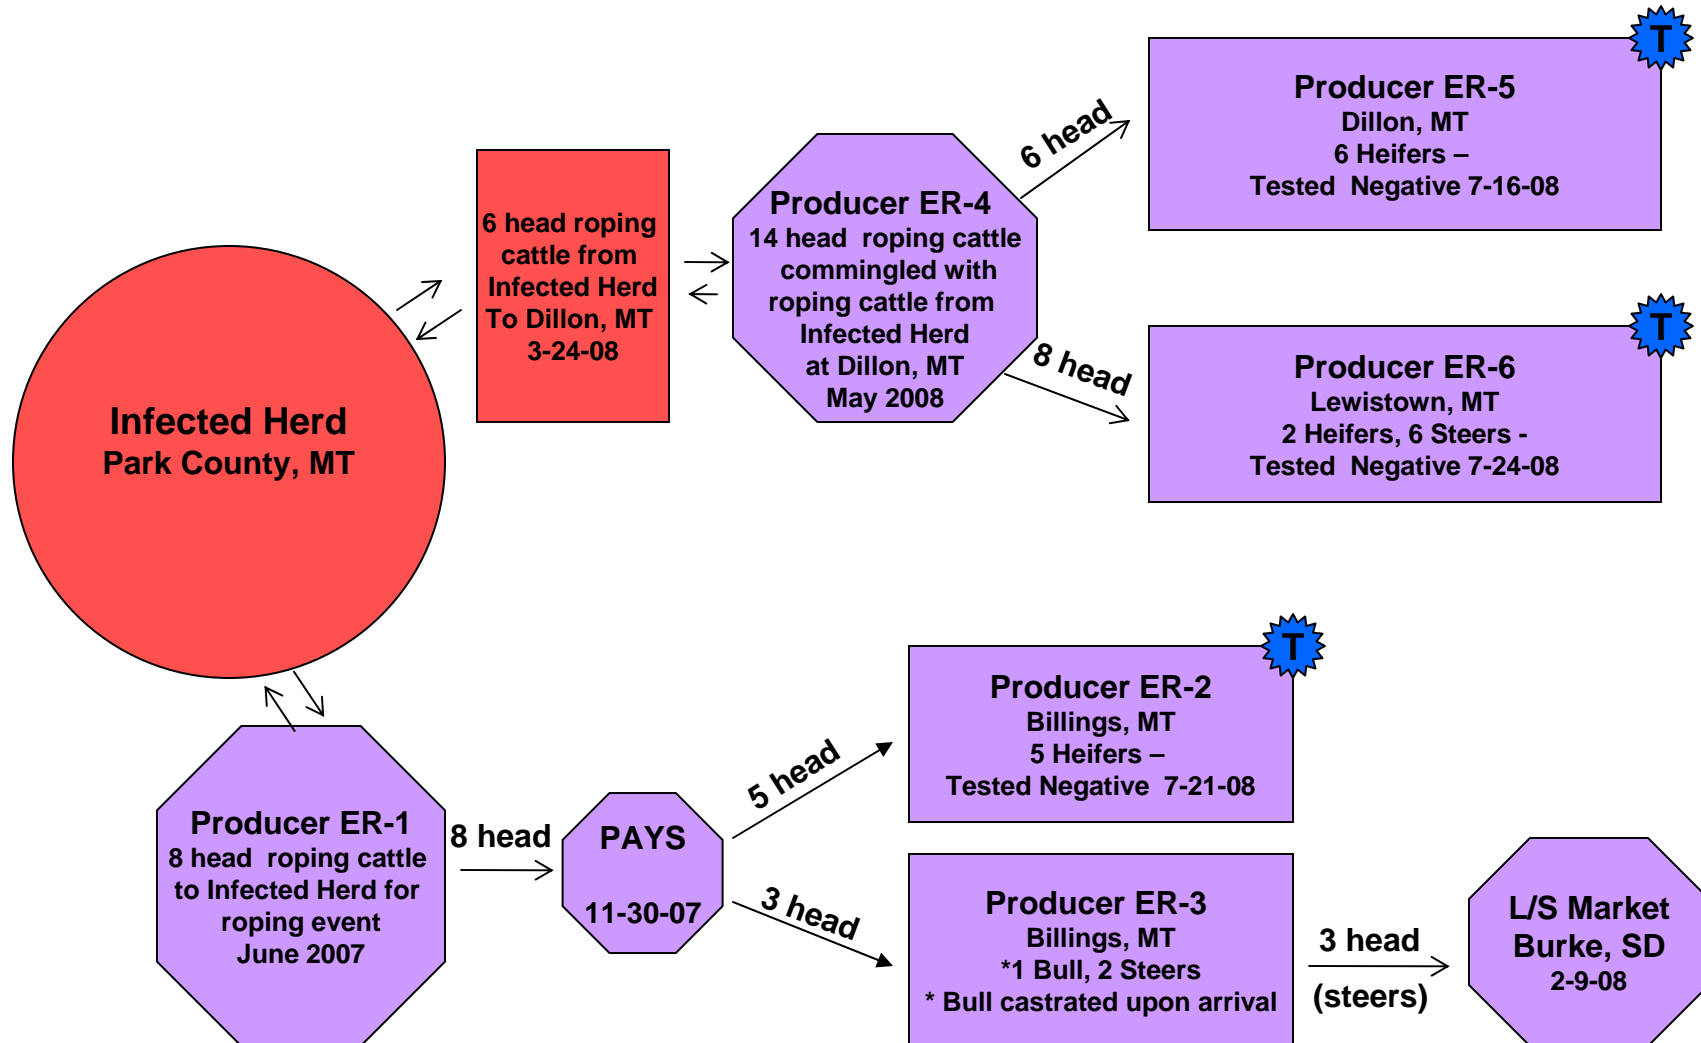 Infected Herd
Park County, MT
6 head roping
cattle from
Infected Herd
To Dillon, MT
3-24-08
Producer ER-4
14 head roping cattle
commingled with
roping cattle from
Infected Herd
at Dillon, MT
May 2008
6 head
8 head
T
Producer ER-5
Dillon, MT
6 Heifers –
Tested Negative 7-16-08
T
Producer ER-6
Lewistown, MT
2 Heifers, 6 Steers -
Tested Negative 7-24-08
Producer ER-1
8 head roping cattle
to Infected Herd for
roping event
June 2007
8 head
PAYS
11-30-07
5 head
3 head
T
Producer ER-2
Billings, MT
5 Heifers –
Tested Negative 7-21-08
Producer ER-3
Billings, MT
*1 Bull, 2 Steers
* Bull castrated upon arrival
3 head
(steers)
L/S Market
Burke, SD
2-9-08